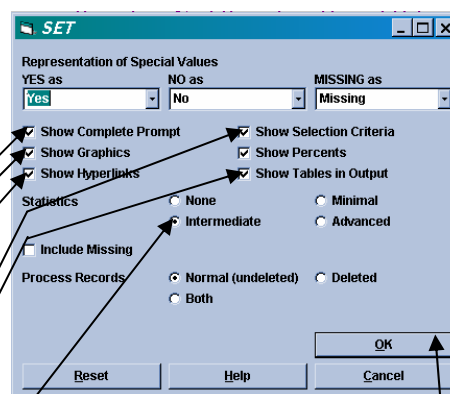 SET
Representation of Special Values
YES as NO as MISSING as
Yes No Missing
Show Complete Prompt Show Selection Criteria
Show Graphics Show Percents
Show Hyperlinks Show Tables in Output
Statistics None Minimal
Intermediate Advanced
Include Missing
Process Records Normal (undeleted) Deleted
Both
OK
Reset Help Cancel